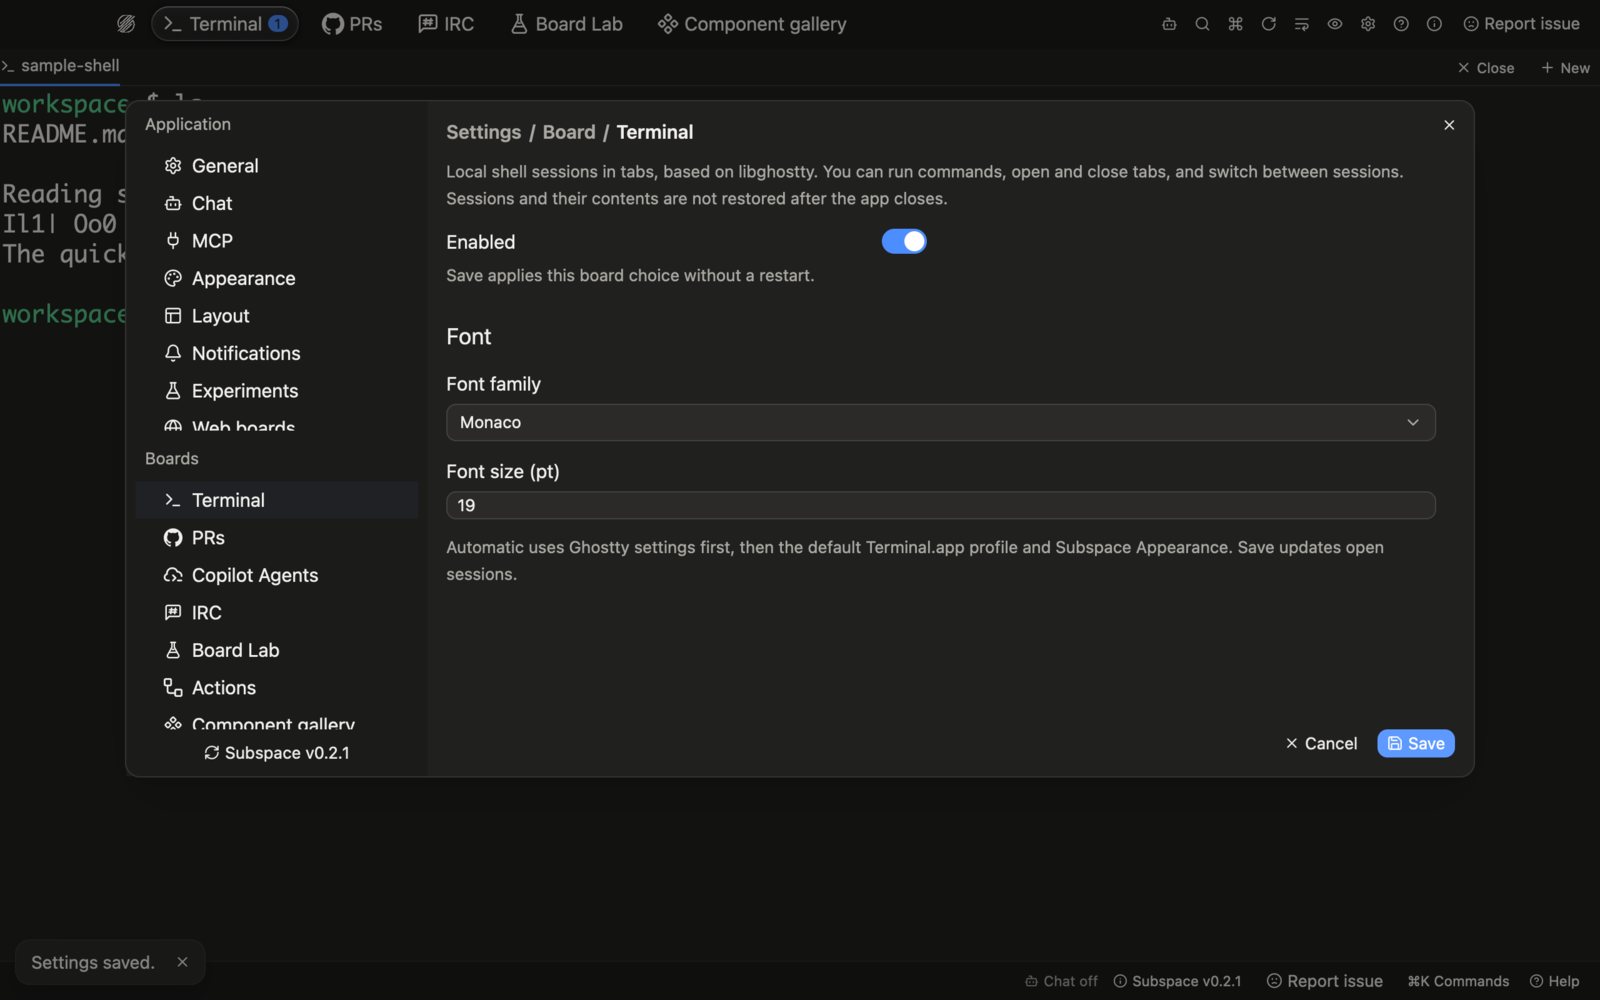 Terminal 1 PRs IRC Board Lab Component gallery Report issue
sample-shell Close New
workspace
README.md
Reading s
Il1| Oo0
The quick
workspace
Application
General
Chat
MCP
Appearance
Layout
Notifications
Experiments
Web boards
Boards
Terminal
PRs
Copilot Agents
IRC
Board Lab
Actions
Component gallery
Subspace v0.2.1
Settings / Board / Terminal
Local shell sessions in tabs, based on libghostty. You can run commands, open and close tabs, and switch between sessions.
Sessions and their contents are not restored after the app closes.
Enabled
Save applies this board choice without a restart.
Font
Font family
Monaco
Font size (pt)
19
Automatic uses Ghostty settings first, then the default Terminal.app profile and Subspace Appearance. Save updates open
sessions.
Cancel Save
Settings saved.
Chat off Subspace v0.2.1 Report issue ⌘K Commands Help